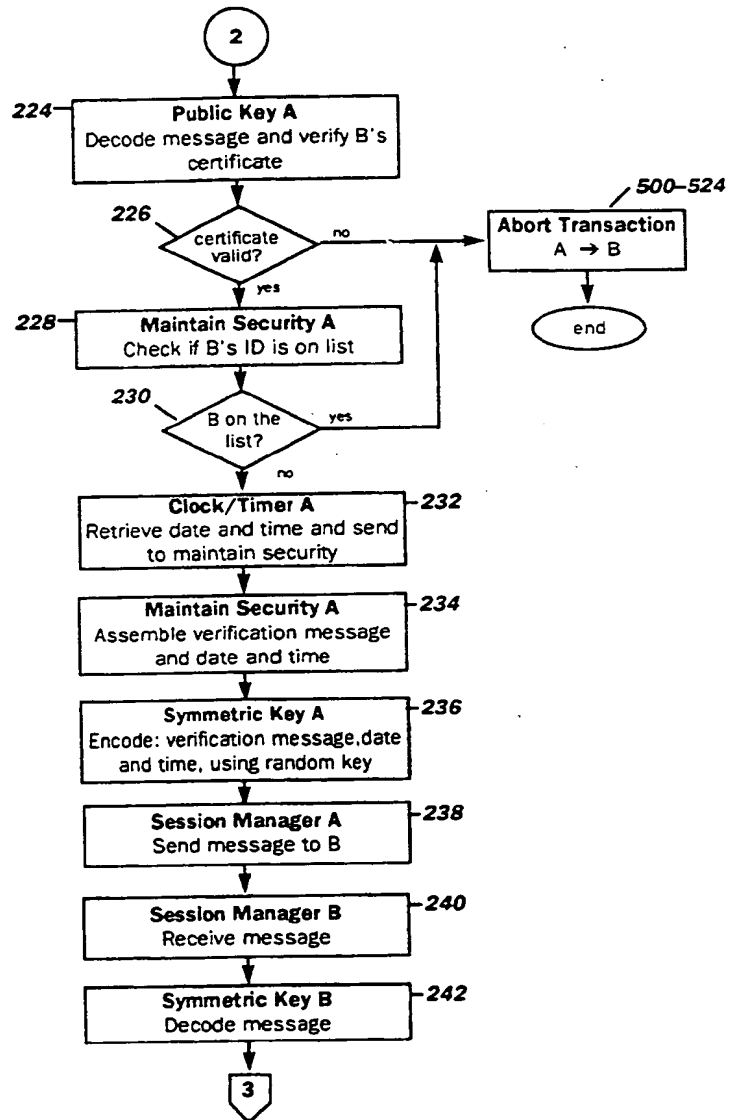 2
224
Public Key A
Decode message and verify B's
certificate
226
certificate
valid?
no
yes
500-524
Abort Transaction
A → B
end
228
Maintain Security A
Check if B's ID is on list
230
B on the
list?
yes
no
Clock/Timer A
Retrieve date and time and send
to maintain security
232
Maintain Security A
Assemble verification message
and date and time
234
Symmetric Key A
Encode: verification message,date
and time, using random key
236
Session Manager A
Send message to B
238
Session Manager B
Receive message
240
Symmetric Key B
Decode message
242
3